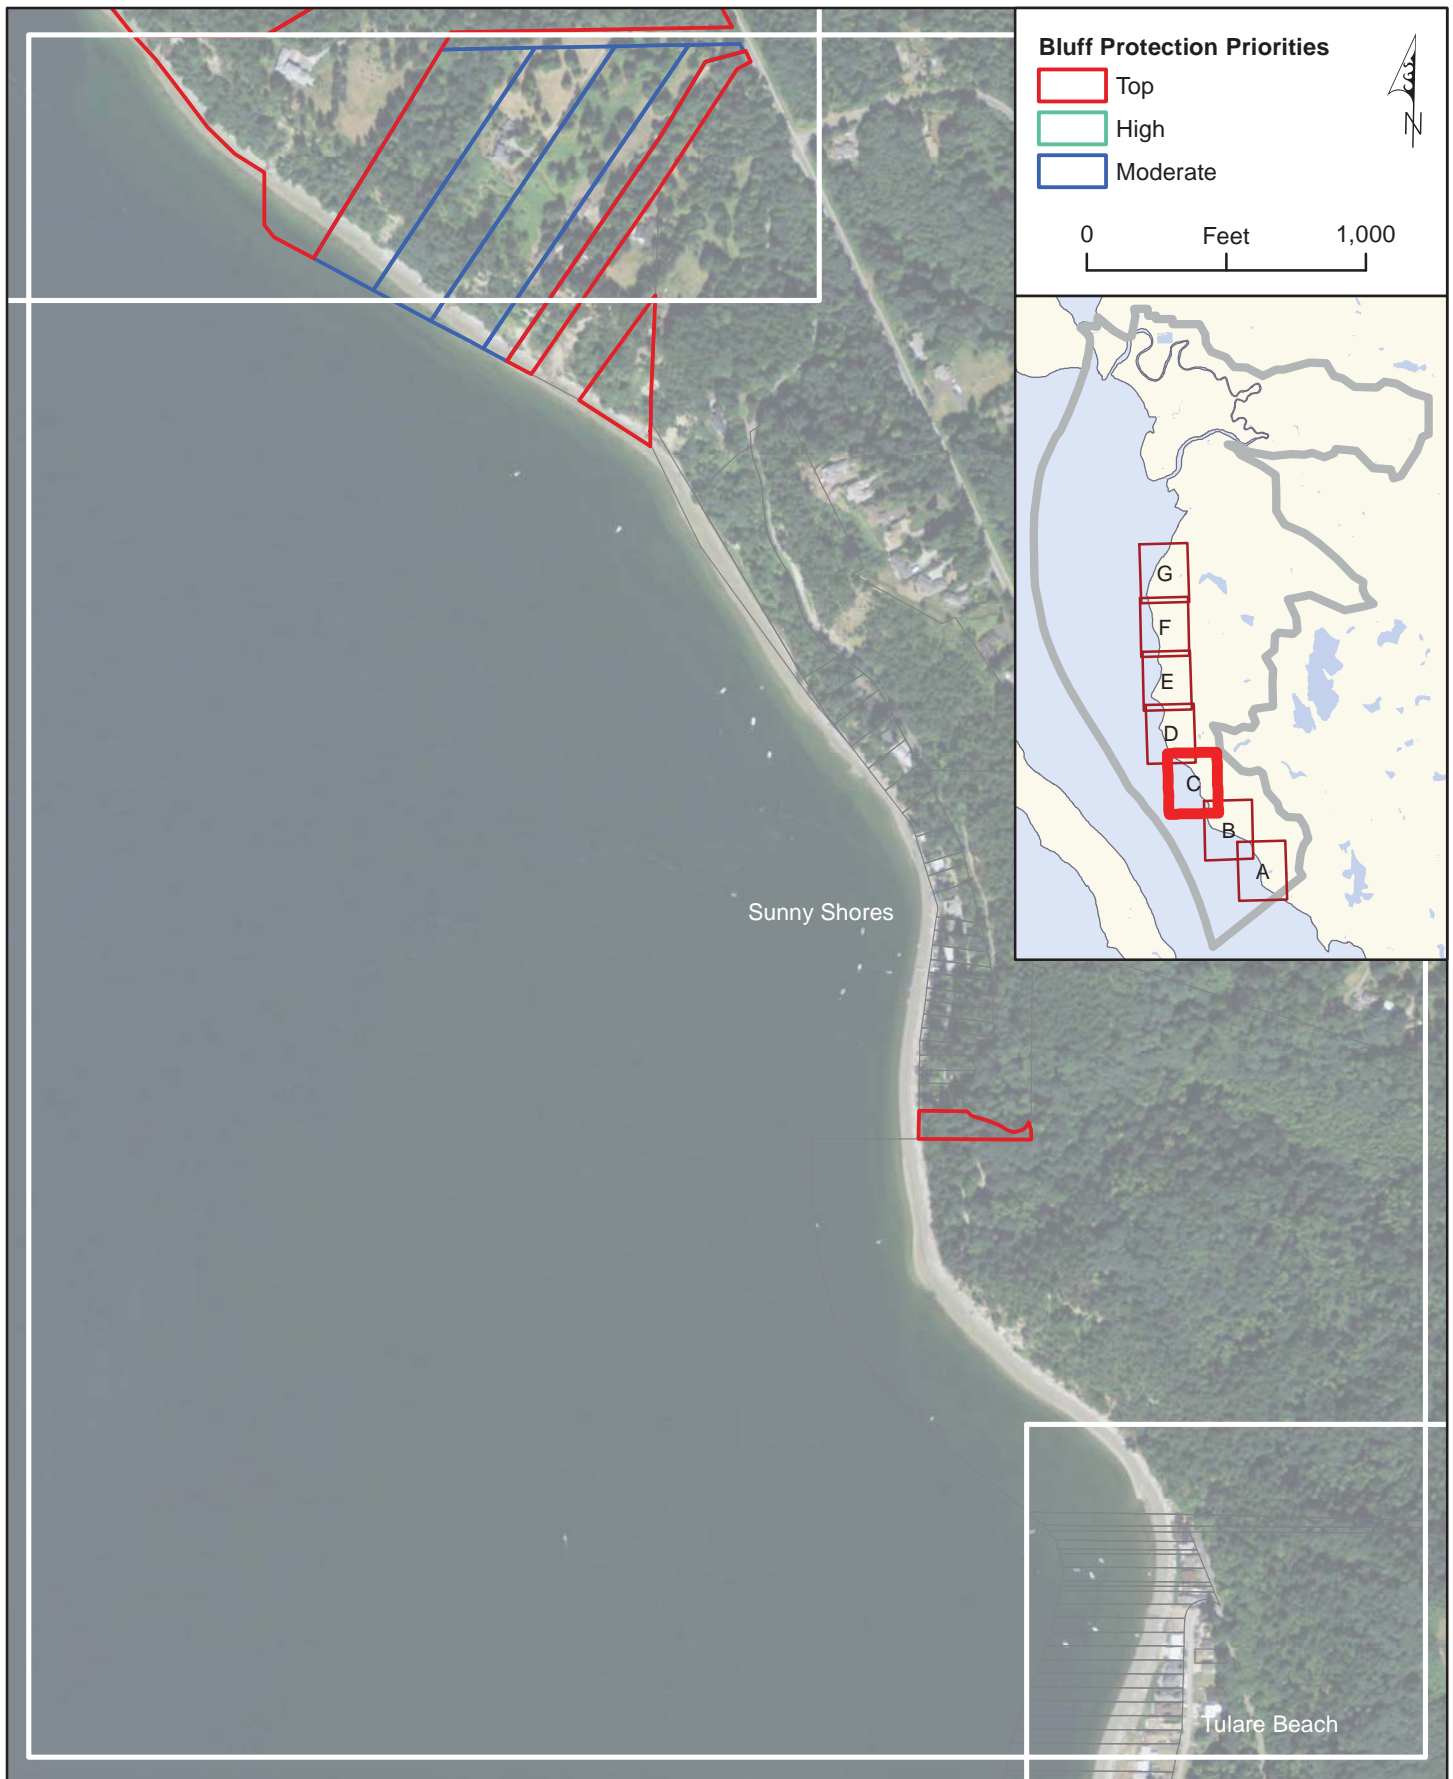 Bluff Protection Priorities
Top
High
Moderate
N
0 Feet 1,000
G
F
E
D
C
B
A
Sunny Shores
Tulare Beach